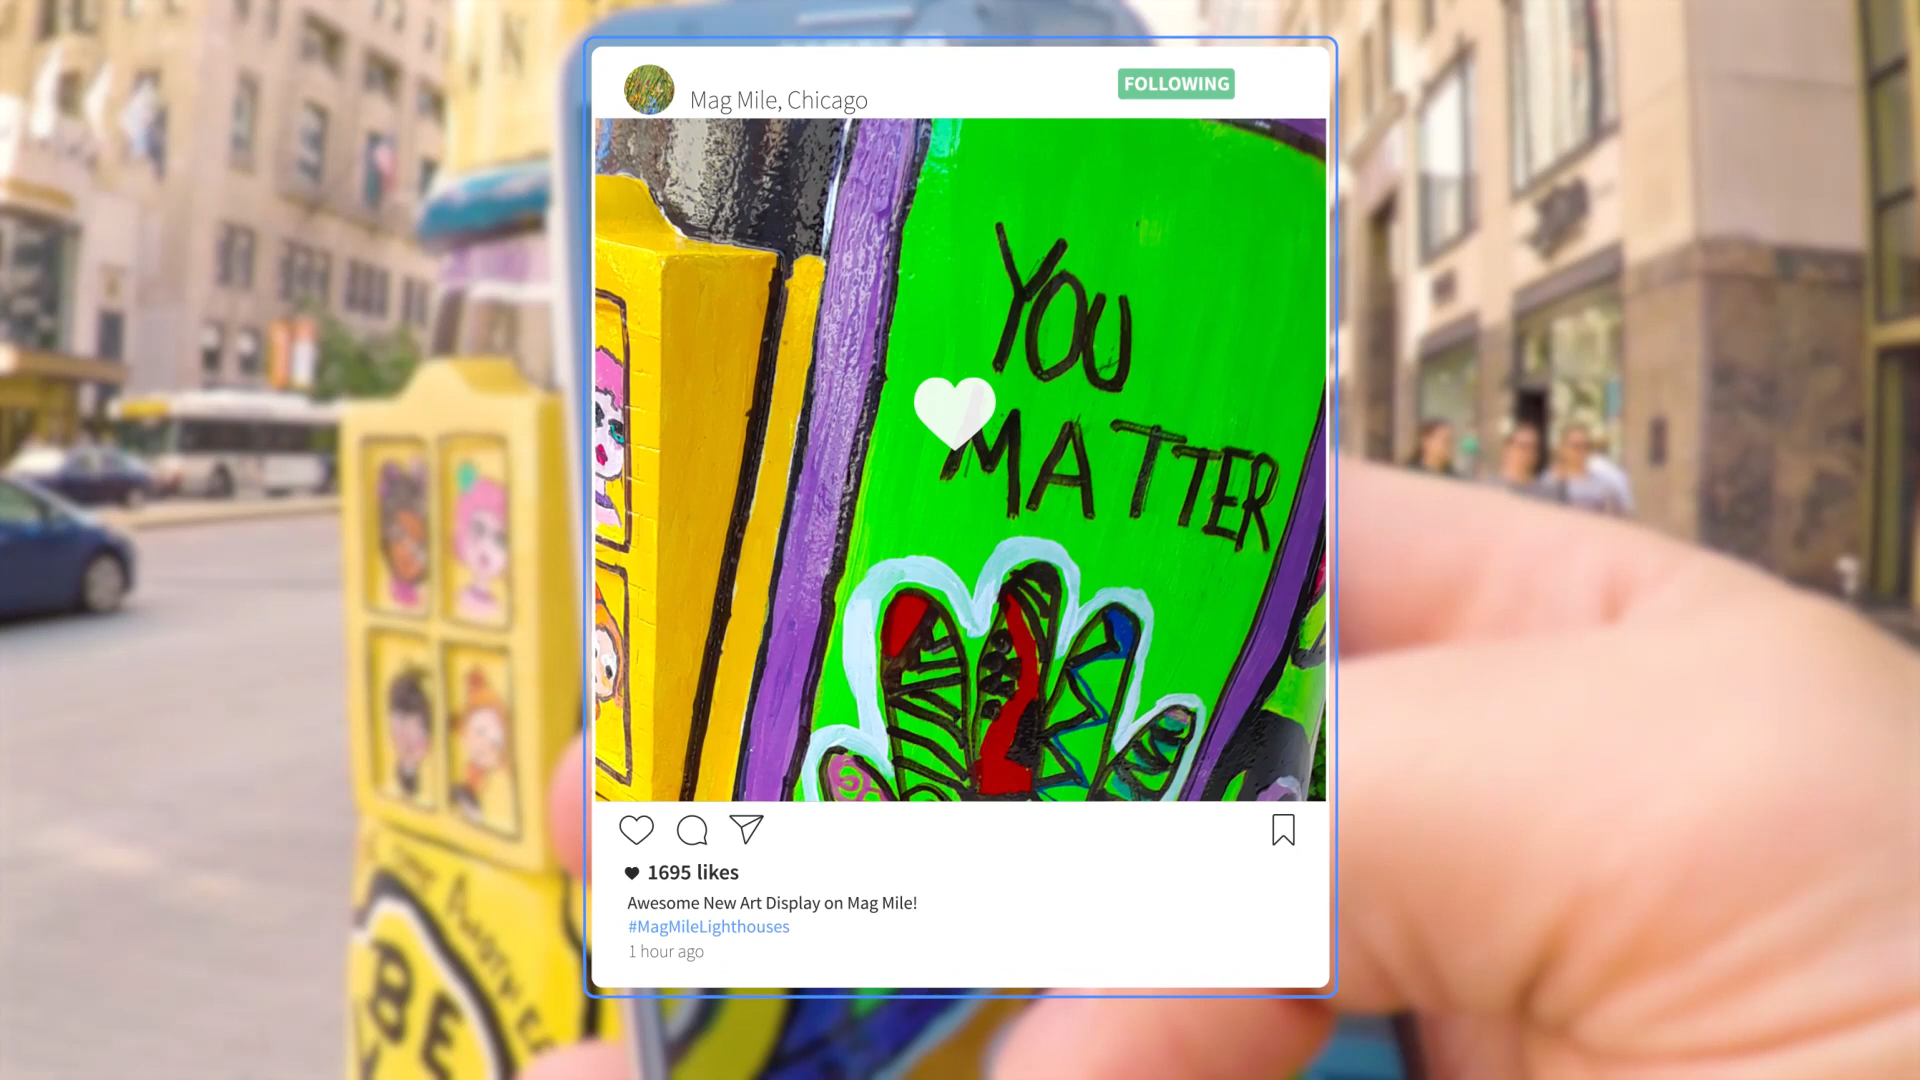 Mag Mile, Chicago
FOLLOWING
YOU
MATTER
1695 likes
Awesome New Art Display on Mag Mile!
#MagMileLighthouses
1 hour ago
BE